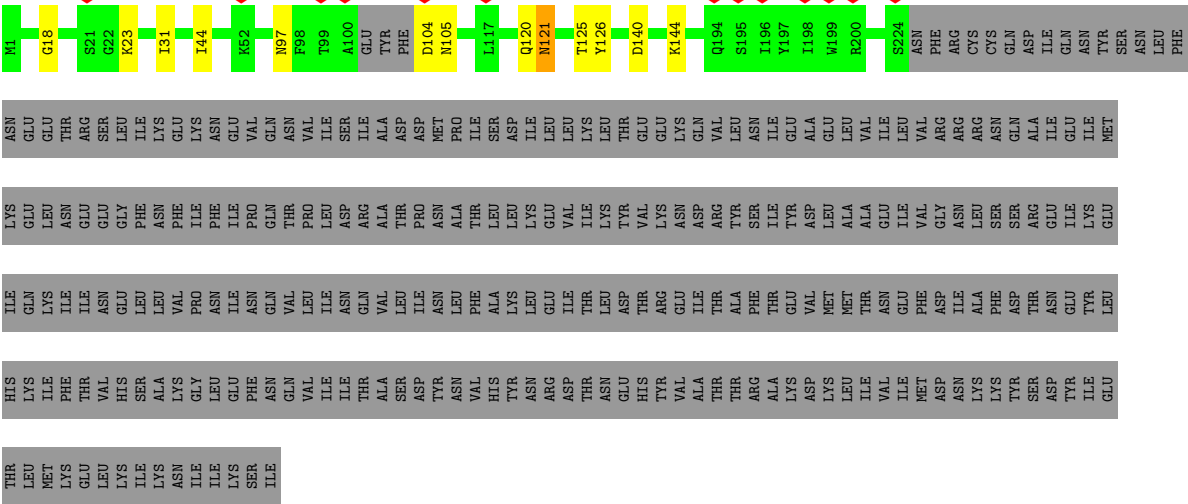 M1 G18 S21 G22 K23 I31 I44 K52 N97 F98 T99 A100 GLU TYR PHE D104 N105 L117 Q120 N121 T125 Y126 D140 K144 Q194 S195 I196 Y197 I198 W199 R200 S224 ASN PHE ARG CYS CYS GLN ASP ILE GLN ASN TYR SER ASN LEU PHE
ASN GLU GLU THR ARG SER LEU ILE LYS GLU LYS ASN GLU VAL GLN ASN VAL ILE SER ILE ALA ASP ASP MET PRO ILE SER ASP ILE LEU LEU LYS LEU THR GLU GLU LYS GLN VAL LEU ASN ILE GLU ALA GLU LEU VAL ILE LEU VAL ARG ARG ARG ASN GLN ALA ILE GLU ILE MET
LYS GLU LEU ASN GLU GLU GLY PHE ASN PHE ILE PHE ILE PRO GLN THR PRO LEU ASP ARG ALA THR PRO ASN ALA THR LEU LEU LYS GLU VAL ILE LYS TYR VAL LYS ASN ASP ARG TYR SER ILE TYR ASP LEU ALA ALA GLU ILE VAL GLY ASN LEU SER SER ARG GLU ILE LYS GLU
ILE GLN LYS ILE ILE ASN GLU LEU LEU VAL PRO ASN ILE ASN GLN VAL LEU ILE ASN GLN VAL LEU ILE ASN LEU PHE ALA LYS LEU GLU ILE THR LEU ASP THR ARG GLU ILE THR ALA PHE THR GLU VAL MET MET THR ASN GLU PHE ASP ILE ALA PHE ASP THR ASN GLU TYR LEU
HIS LYS ILE PHE THR VAL HIS SER ALA LYS GLY LEU GLU PHE ASN GLN VAL ILE ILE THR ALA SER ASP TYR ASN VAL HIS TYR ASN ARG ASP THR ASN GLU HIS TYR VAL ALA THR THR ARG ALA LYS ASP LYS LEU ILE VAL ILE MET ASP ASN LYS LYS TYR SER ASP TYR ILE GLU
THR LEU MET LYS GLU LEU LYS ILE LYS ASN ILE ILE LYS SER ILE